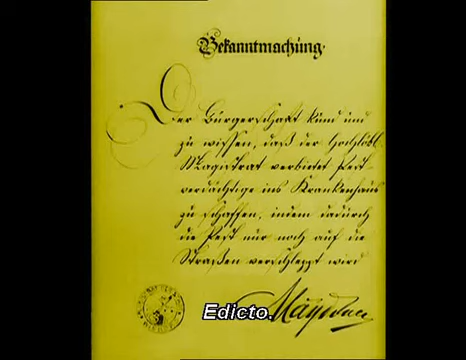 Bekanntmachung.
Der Bürgerschaft kund und
zu wissen, daß der Hochlöbl.
Magistrat verbietet Pest-
verdächtige ins Krankenhaus
zu schaffen, indem dadurch
die Pest nur noch auf die
Straßen verschleppt wird
Edicto.